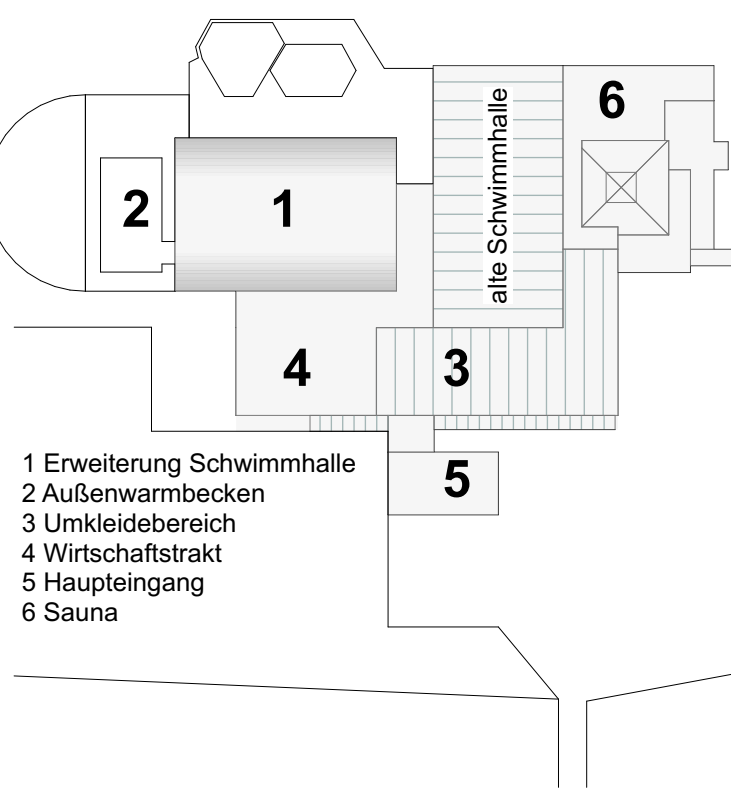 6
alte Schwimmhalle
2
1
4
3
5
1 Erweiterung Schwimmhalle
2 Außenwarmbecken
3 Umkleidebereich
4 Wirtschaftstrakt
5 Haupteingang
6 Sauna